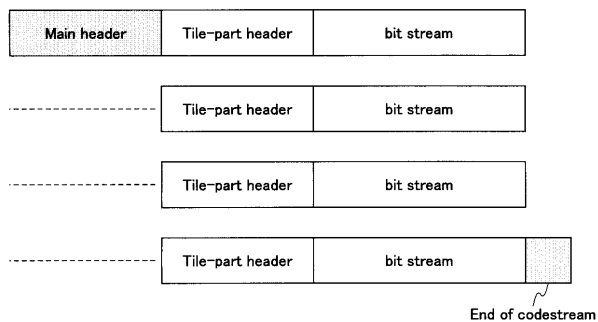 Main header Tile-part header bit stream
Tile-part header bit stream
Tile-part header bit stream
Tile-part header bit stream
End of codestream